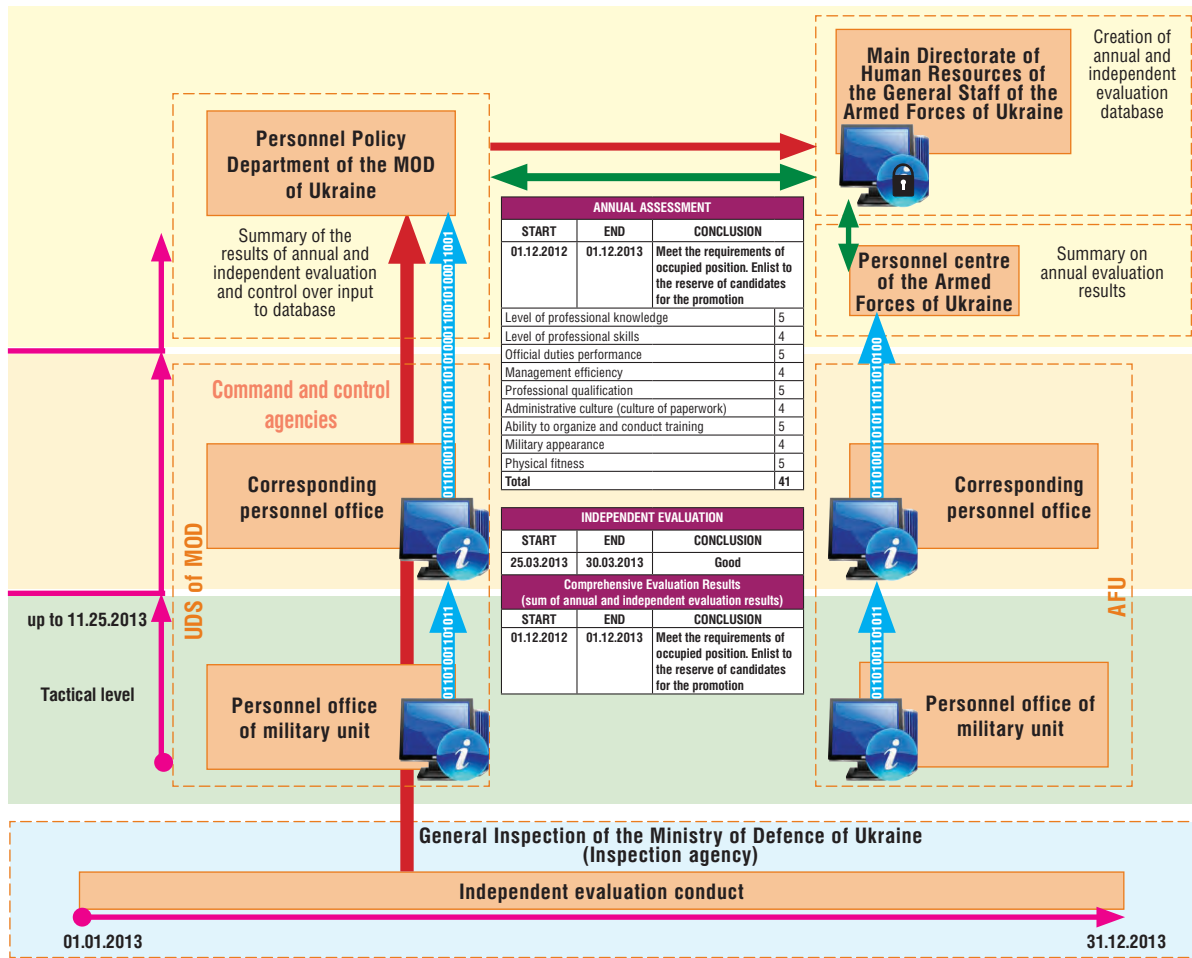 Main Directorate of
Human Resources of
the General Staff of the
Armed Forces of Ukraine
Creation of
annual and
independent
evaluation
database
Personnel Policy
Department of the MOD
of Ukraine
Summary of the
results of annual and
independent evaluation
and control over input
to database
Personnel centre
of the Armed
Forces of Ukraine
Summary on
annual evaluation
results
ANNUAL ASSESSMENT
START END CONCLUSION
01.12.2012 01.12.2013 Meet the requirements of
occupied position. Enlist to
the reserve of candidates
for the promotion
Level of professional knowledge 5
Level of professional skills 4
Official duties performance 5
Management efficiency 4
Professional qualification 5
Administrative culture (culture of paperwork) 4
Ability to organize and conduct training 5
Military appearance 4
Physical fitness 5
Total 41
INDEPENDENT EVALUATION
START END CONCLUSION
25.03.2013 30.03.2013 Good
Comprehensive Evaluation Results
(sum of annual and independent evaluation results)
START END CONCLUSION
01.12.2012 01.12.2013 Meet the requirements of
occupied position. Enlist to
the reserve of candidates
for the promotion
Command and control
agencies
Corresponding
personnel office
UDS of MOD
Corresponding
personnel office
AFU
011010011010111011011010100
up to 11.25.2013
Tactical level
Personnel office
of military unit
01101001101011
Personnel office of
military unit
01101001101011
General Inspection of the Ministry of Defence of Ukraine
(Inspection agency)
Independent evaluation conduct
01.01.2013
31.12.2013